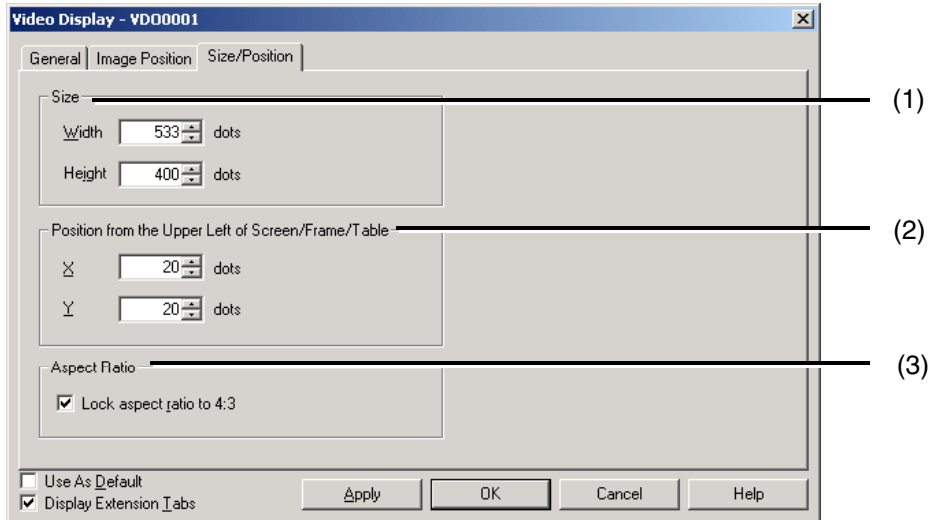 Video Display - VDO0001
General Image Position Size/Position
Size (1)
Width 533 dots
Height 400 dots
Position from the Upper Left of Screen/Frame/Table (2)
X 20 dots
Y 20 dots
Aspect Ratio (3)
Lock aspect ratio to 4:3
Use As Default
Display Extension Tabs
Apply OK Cancel Help